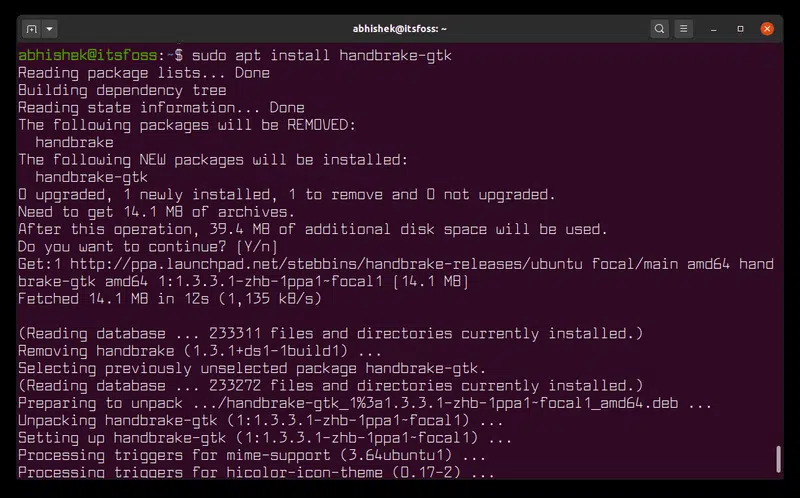 abhishek@itsfoss: ~
abhishek@itsfoss:~$ sudo apt install handbrake-gtk
Reading package lists... Done
Building dependency tree
Reading state information... Done
The following packages will be REMOVED:
  handbrake
The following NEW packages will be installed:
  handbrake-gtk
0 upgraded, 1 newly installed, 1 to remove and 0 not upgraded.
Need to get 14.1 MB of archives.
After this operation, 39.4 MB of additional disk space will be used.
Do you want to continue? [Y/n]
Get:1 http://ppa.launchpad.net/stebbins/handbrake-releases/ubuntu focal/main amd64 hand
brake-gtk amd64 1:1.3.3.1-zhb-1ppa1~focal1 [14.1 MB]
Fetched 14.1 MB in 12s (1,135 kB/s)
(Reading database ... 233311 files and directories currently installed.)
Removing handbrake (1.3.1+ds1-1build1) ...
Selecting previously unselected package handbrake-gtk.
(Reading database ... 233272 files and directories currently installed.)
Preparing to unpack .../handbrake-gtk_1%3a1.3.3.1-zhb-1ppa1~focal1_amd64.deb ...
Unpacking handbrake-gtk (1:1.3.3.1-zhb-1ppa1~focal1) ...
Setting up handbrake-gtk (1:1.3.3.1-zhb-1ppa1~focal1) ...
Processing triggers for mime-support (3.64ubuntu1) ...
Processing triggers for hicolor-icon-theme (0.17-2) ...